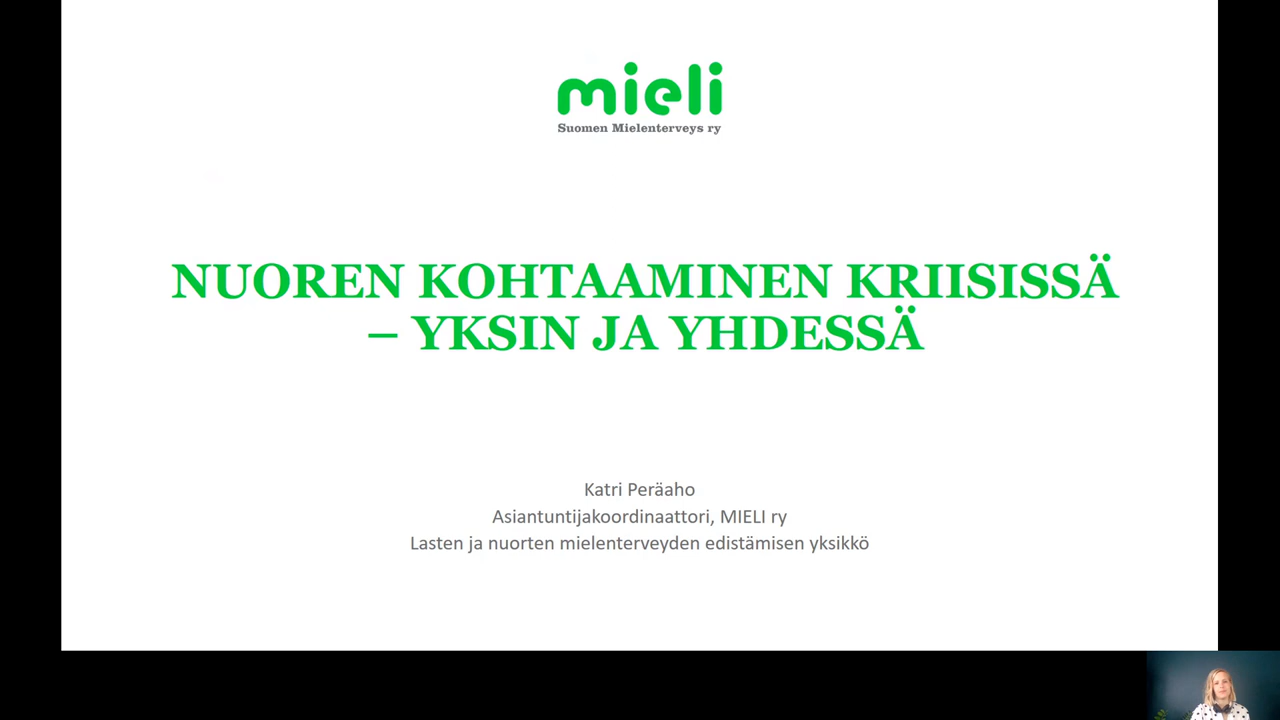 mieli
Suomen Mielenterveys ry
NUOREN KOHTAAMINEN KRIISISSÄ
– YKSIN JA YHDESSÄ
Katri Peräaho
Asiantuntijakoordinaattori, MIELI ry
Lasten ja nuorten mielenterveyden edistämisen yksikkö